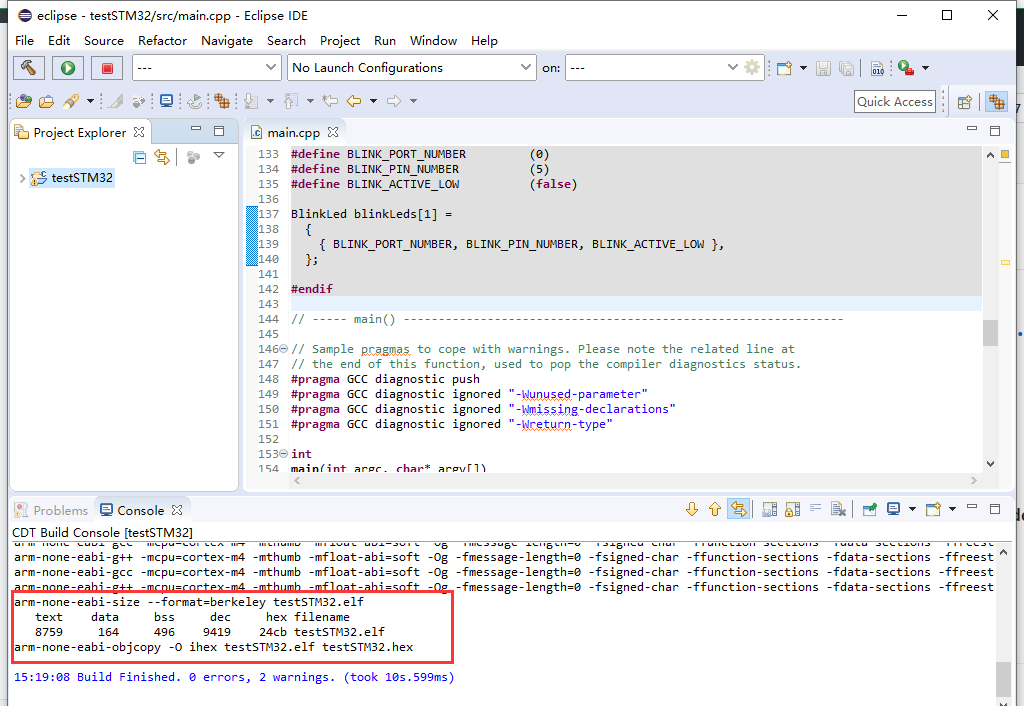 eclipse - testSTM32/src/main.cpp - Eclipse IDE
File Edit Source Refactor Navigate Search Project Run Window Help
--- No Launch Configurations on: ---
Quick Access
Project Explorer
testSTM32
main.cpp
133 #define BLINK_PORT_NUMBER (0)
134 #define BLINK_PIN_NUMBER (5)
135 #define BLINK_ACTIVE_LOW (false)
136
137 BlinkLed blinkLeds[1] =
138 {
139 { BLINK_PORT_NUMBER, BLINK_PIN_NUMBER, BLINK_ACTIVE_LOW },
140 };
141
142 #endif
143
144 // ----- main() ---------------------------------------------------------------
145
146 // Sample pragmas to cope with warnings. Please note the related line at
147 // the end of this function, used to pop the compiler diagnostics status.
148 #pragma GCC diagnostic push
149 #pragma GCC diagnostic ignored "-Wunused-parameter"
150 #pragma GCC diagnostic ignored "-Wmissing-declarations"
151 #pragma GCC diagnostic ignored "-Wreturn-type"
152
153 int
154 main(int argc, char* argv[])
Problems Console
CDT Build Console [testSTM32]
arm-none-eabi-gcc -mcpu=cortex-m4 -mthumb -mfloat-abi=soft -Og -fmessage-length=0 -fsigned-char -ffunction-sections -fdata-sections -ffreest
arm-none-eabi-g++ -mcpu=cortex-m4 -mthumb -mfloat-abi=soft -Og -fmessage-length=0 -fsigned-char -ffunction-sections -fdata-sections -ffreest
arm-none-eabi-gcc -mcpu=cortex-m4 -mthumb -mfloat-abi=soft -Og -fmessage-length=0 -fsigned-char -ffunction-sections -fdata-sections -ffreest
arm-none-eabi-g++ -mcpu=cortex-m4 -mthumb -mfloat-abi=soft -Og -fmessage-length=0 -fsigned-char -ffunction-sections -fdata-sections -ffreest
arm-none-eabi-size --format=berkeley testSTM32.elf
text data bss dec hex filename
8759 164 496 9419 24cb testSTM32.elf
arm-none-eabi-objcopy -O ihex testSTM32.elf testSTM32.hex
15:19:08 Build Finished. 0 errors, 2 warnings. (took 10s.599ms)